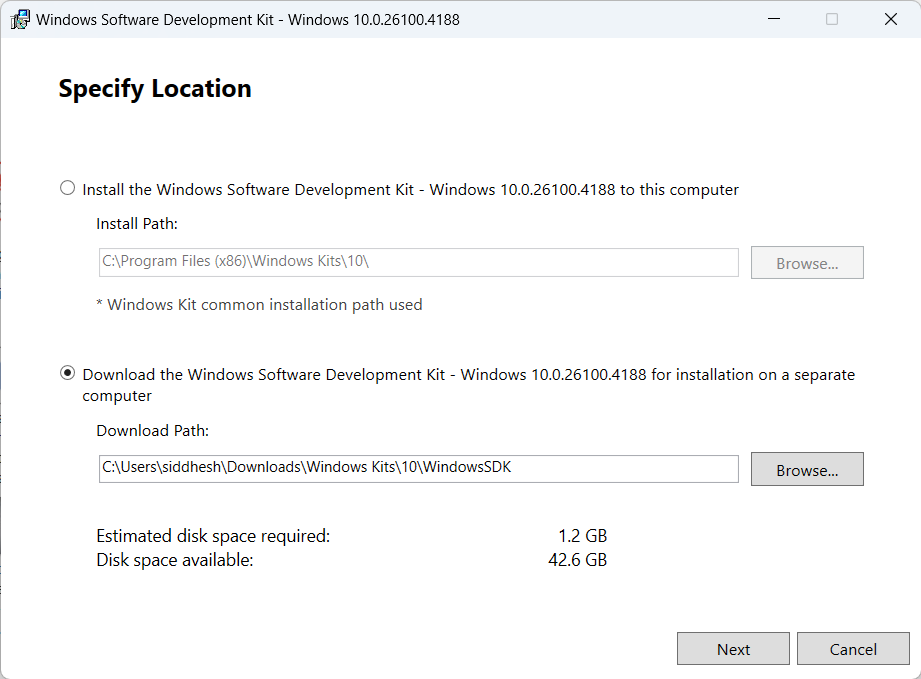 Windows Software Development Kit - Windows 10.0.26100.4188
Specify Location
Install the Windows Software Development Kit - Windows 10.0.26100.4188 to this computer
Install Path:
C:\Program Files (x86)\Windows Kits\10\
Browse...
* Windows Kit common installation path used
Download the Windows Software Development Kit - Windows 10.0.26100.4188 for installation on a separate
computer
Download Path:
C:\Users\siddhesh\Downloads\Windows Kits\10\WindowsSDK
Browse...
Estimated disk space required: 1.2 GB
Disk space available: 42.6 GB
Next Cancel